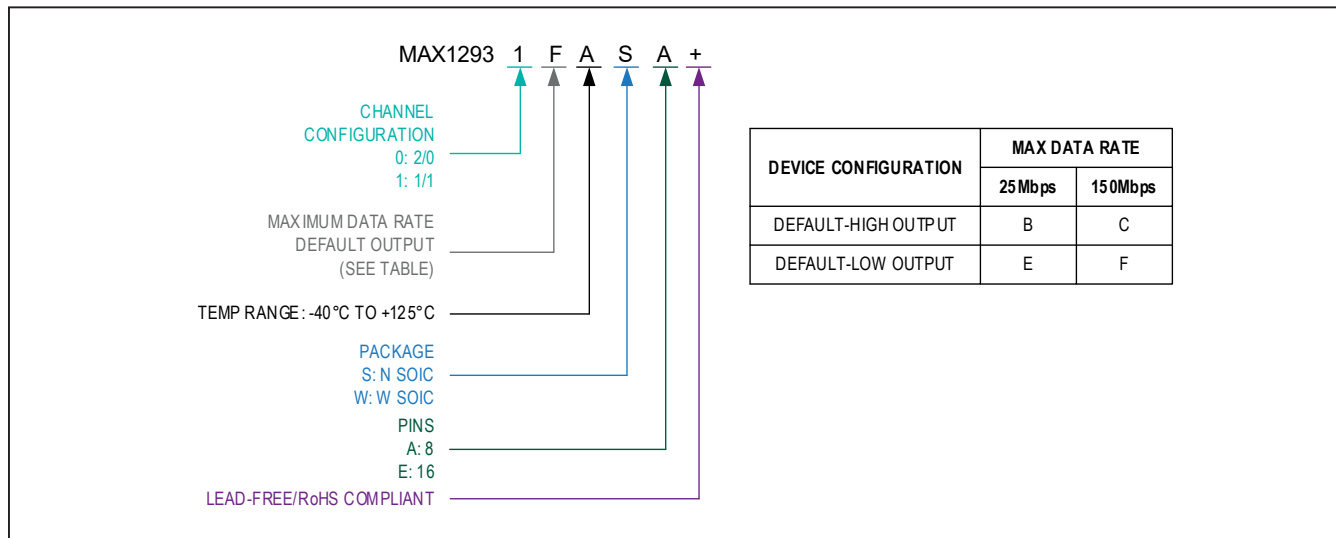 MAX1293 1 F A S A +
CHANNEL
CONFIGURATION
0: 2/0
1: 1/1
MAXIMUM DATA RATE
DEFAULT OUTPUT
(SEE TABLE)
TEMP RANGE: -40°C TO +125°C
PACKAGE
S: N SOIC
W: W SOIC
PINS
A: 8
E: 16
LEAD-FREE/RoHS COMPLIANT
DEVICE CONFIGURATION
MAX DATA RATE
25Mbps 150Mbps
DEFAULT-HIGH OUTPUT B C
DEFAULT-LOW OUTPUT E F